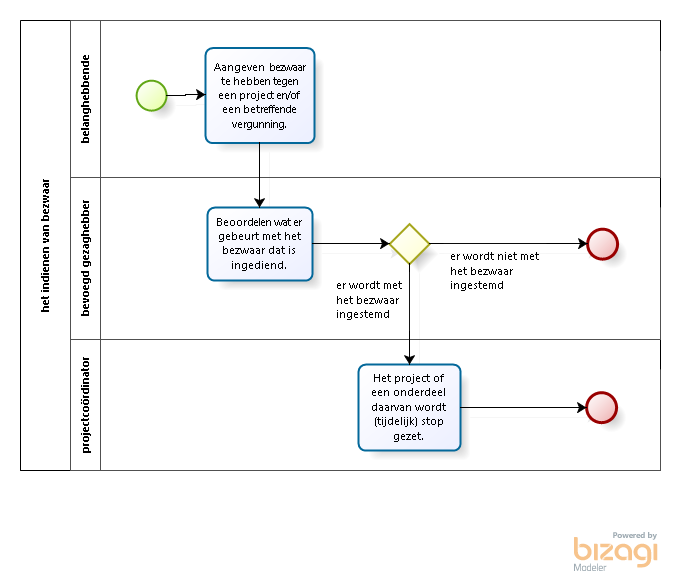 het indienen van bezwaar
belanghebbende
Aangeven bezwaar
te hebben tegen
een project en/of
een betreffende
vergunning.
bevoegd gezaghebber
Beoordelen wat er
gebeurt met het
bezwaar dat is
ingediend.
er wordt niet met
het bezwaar
ingestemd
er wordt met
het bezwaar
ingestemd
projectcoördinator
Het project of
een onderdeel
daarvan wordt
(tijdelijk) stop
gezet.
Powered by
bizagi
Modeler